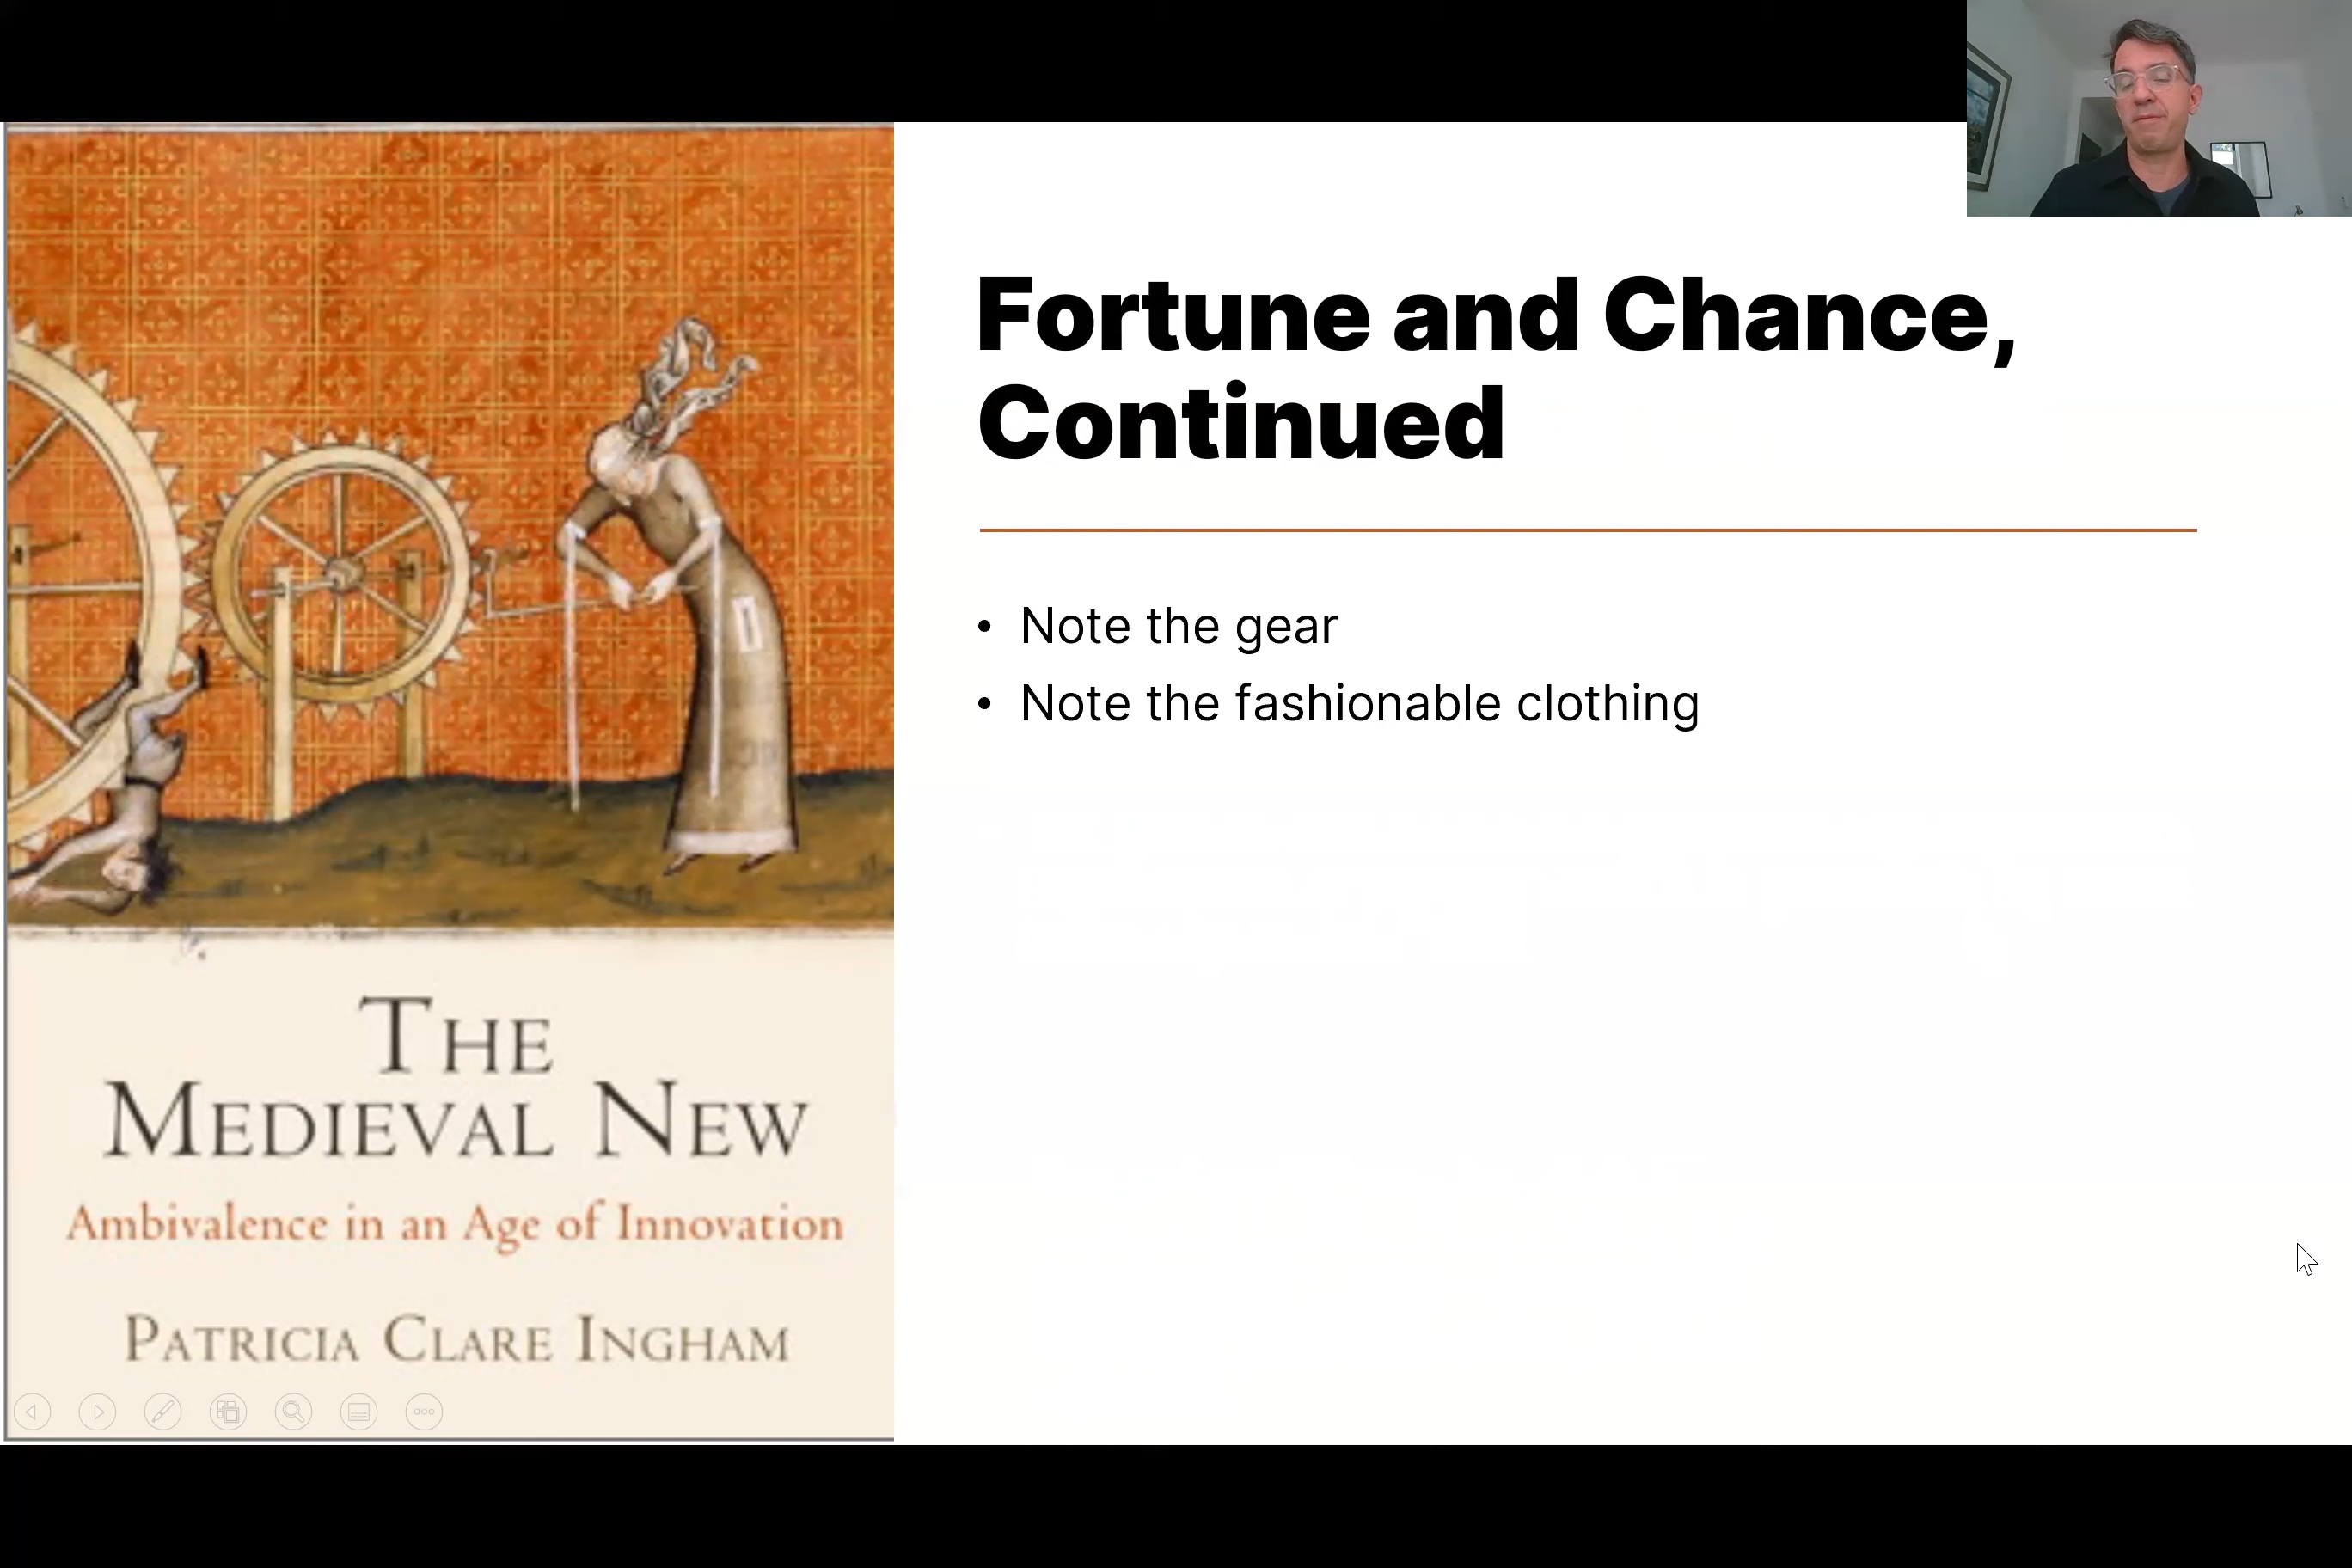 Fortune and Chance,
Continued
• Note the gear
• Note the fashionable clothing
THE
MEDIEVAL NEW
Ambivalence in an Age of Innovation
PATRICIA CLARE INGHAM